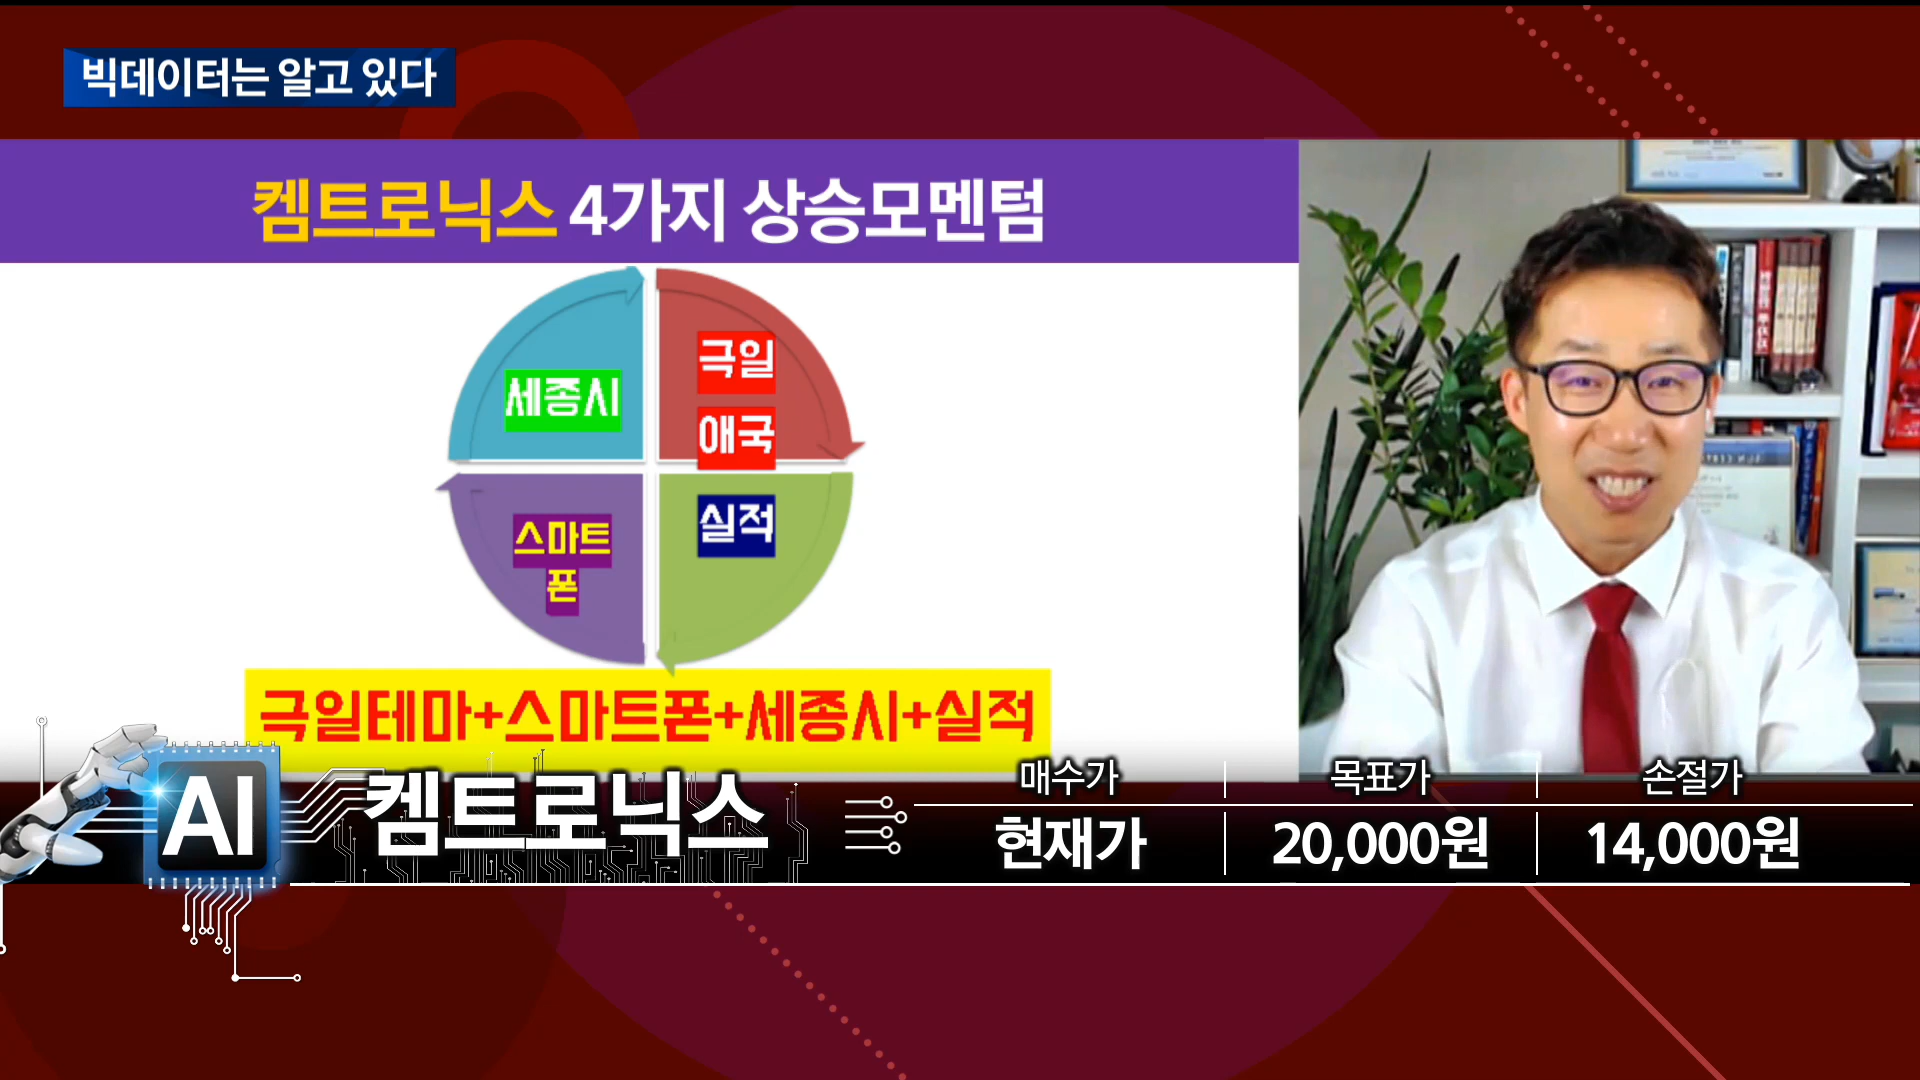 빅데이터는 알고 있다
켐트로닉스 4가지 상승모멘텀
세종시
극일
애국
스마트
폰
실적
극일테마+스마트폰+세종시+실적
AI
켐트로닉스
매수가
목표가
손절가
현재가
20,000원
14,000원